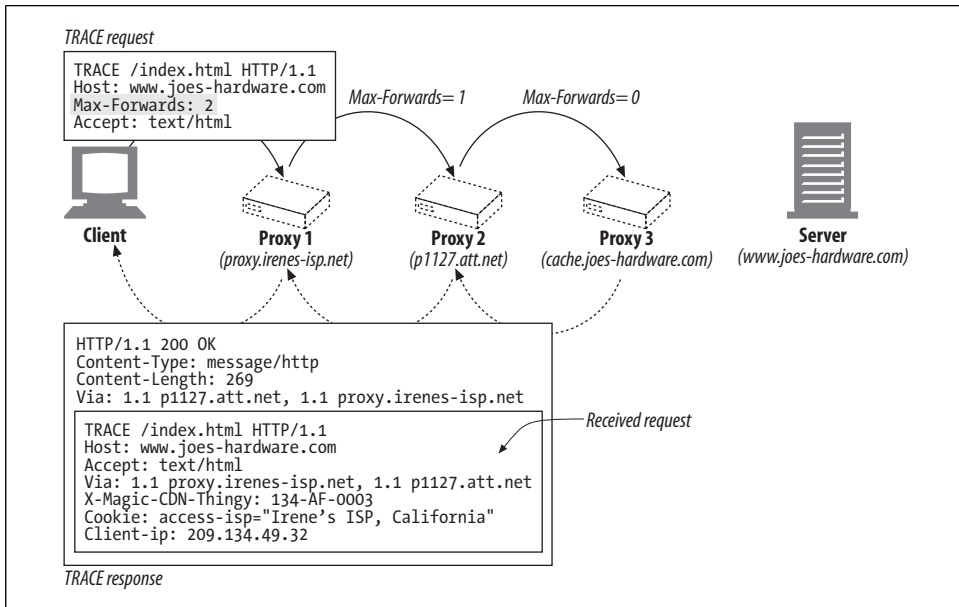 TRACE request
TRACE /index.html HTTP/1.1
Host: www.joes-hardware.com
Max-Forwards: 2
Accept: text/html
Max-Forwards= 1
Max-Forwards= 0
Client
Proxy 1
(proxy.irenes-isp.net)
Proxy 2
(p1127.att.net)
Proxy 3
(cache.joes-hardware.com)
Server
(www.joes-hardware.com)
HTTP/1.1 200 OK
Content-Type: message/http
Content-Length: 269
Via: 1.1 p1127.att.net, 1.1 proxy.irenes-isp.net
TRACE /index.html HTTP/1.1
Host: www.joes-hardware.com
Accept: text/html
Via: 1.1 proxy.irenes-isp.net, 1.1 p1127.att.net
X-Magic-CDN-Thingy: 134-AF-0003
Cookie: access-isp="Irene's ISP, California"
Client-ip: 209.134.49.32
Received request
TRACE response